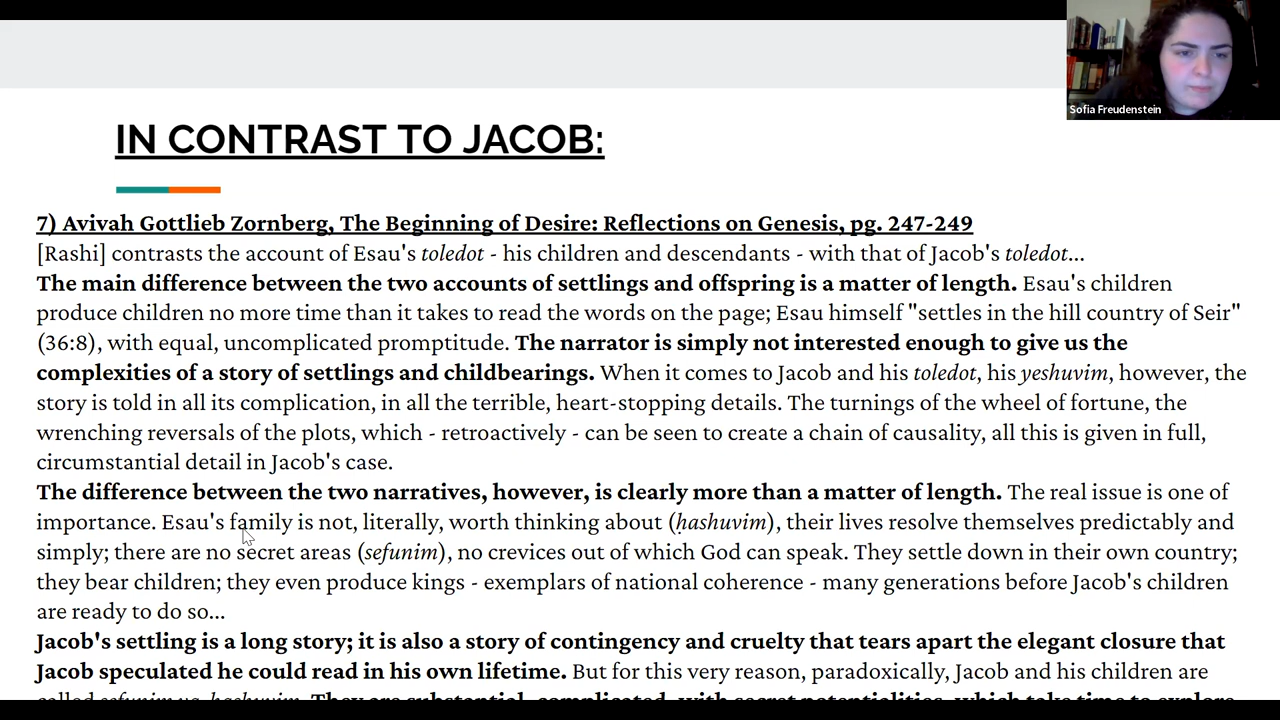 Sofia Freudenstein
IN CONTRAST TO JACOB:
7) Avivah Gottlieb Zornberg, The Beginning of Desire: Reflections on Genesis, pg. 247-249
[Rashi] contrasts the account of Esau's toledot - his children and descendants - with that of Jacob's toledot...
The main difference between the two accounts of settlings and offspring is a matter of length. Esau's children
produce children no more time than it takes to read the words on the page; Esau himself "settles in the hill country of Seir"
(36:8), with equal, uncomplicated promptitude. The narrator is simply not interested enough to give us the
complexities of a story of settlings and childbearings. When it comes to Jacob and his toledot, his yeshuvim, however, the
story is told in all its complication, in all the terrible, heart-stopping details. The turnings of the wheel of fortune, the
wrenching reversals of the plots, which - retroactively - can be seen to create a chain of causality, all this is given in full,
circumstantial detail in Jacob's case.
The difference between the two narratives, however, is clearly more than a matter of length. The real issue is one of
importance. Esau's family is not, literally, worth thinking about (ḥashuvim), their lives resolve themselves predictably and
simply; there are no secret areas (sefunim), no crevices out of which God can speak. They settle down in their own country;
they bear children; they even produce kings - exemplars of national coherence - many generations before Jacob's children
are ready to do so...
Jacob's settling is a long story; it is also a story of contingency and cruelty that tears apart the elegant closure that
Jacob speculated he could read in his own lifetime. But for this very reason, paradoxically, Jacob and his children are
They are substantial, complicated, with secret potentialities, which take time to explore